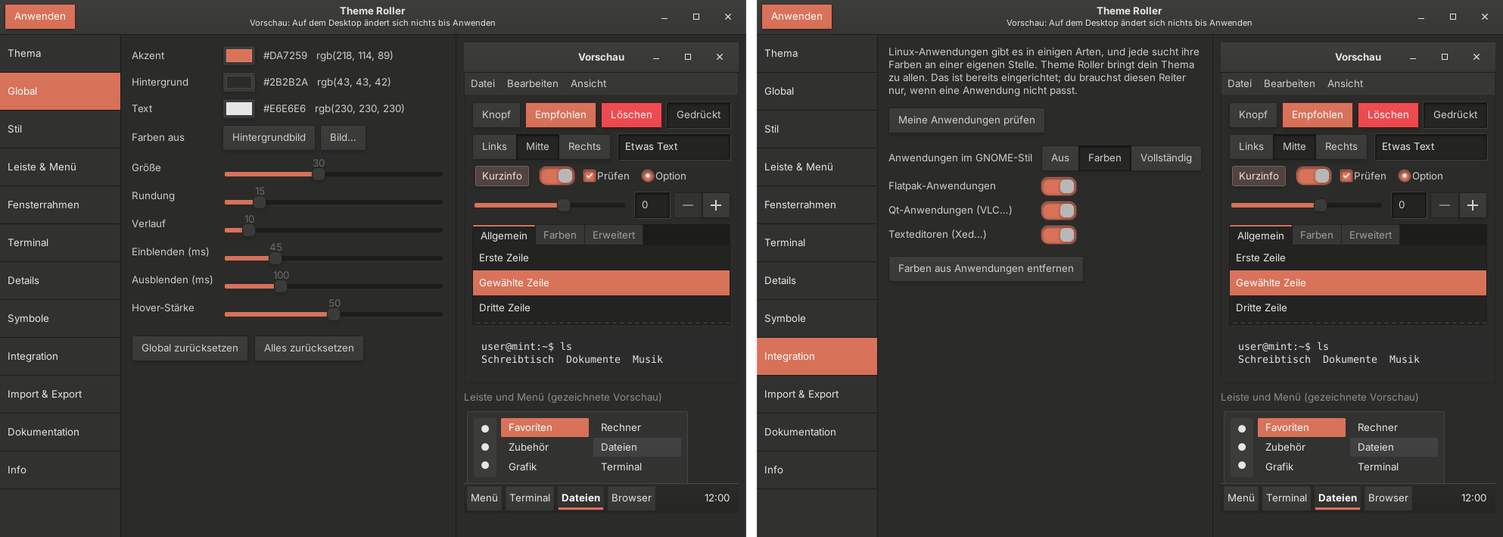 Anwenden
Theme Roller
Vorschau: Auf dem Desktop ändert sich nichts bis Anwenden
Thema
Global
Stil
Leiste & Menü
Fensterrahmen
Terminal
Details
Symbole
Integration
Import & Export
Dokumentation
Info
Akzent #DA7259 rgb(218, 114, 89)
Hintergrund #2B2B2A rgb(43, 43, 42)
Text #E6E6E6 rgb(230, 230, 230)
Farben aus Hintergrundbild Bild...
Größe 30
Rundung 15
Verlauf 10
Einblenden (ms) 45
Ausblenden (ms) 100
Hover-Stärke 50
Global zurücksetzen Alles zurücksetzen
Vorschau
Datei Bearbeiten Ansicht
Knopf Empfohlen Löschen Gedrückt
Links Mitte Rechts Etwas Text
Kurzinfo Prüfen Option
0
Allgemein Farben Erweitert
Erste Zeile
Gewählte Zeile
Dritte Zeile
user@mint:~$ ls
Schreibtisch Dokumente Musik
Leiste und Menü (gezeichnete Vorschau)
Favoriten Rechner
Zubehör Dateien
Grafik Terminal
Menü Terminal Dateien Browser 12:00
Anwenden
Theme Roller
Vorschau: Auf dem Desktop ändert sich nichts bis Anwenden
Thema
Global
Stil
Leiste & Menü
Fensterrahmen
Terminal
Details
Symbole
Integration
Import & Export
Dokumentation
Info
Linux-Anwendungen gibt es in einigen Arten, und jede sucht ihre
Farben an einer eigenen Stelle. Theme Roller bringt dein Thema
zu allen. Das ist bereits eingerichtet; du brauchst diesen Reiter
nur, wenn eine Anwendung nicht passt.
Meine Anwendungen prüfen
Anwendungen im GNOME-Stil Aus Farben Vollständig
Flatpak-Anwendungen
Qt-Anwendungen (VLC...)
Texteditoren (Xed...)
Farben aus Anwendungen entfernen
Vorschau
Datei Bearbeiten Ansicht
Knopf Empfohlen Löschen Gedrückt
Links Mitte Rechts Etwas Text
Kurzinfo Prüfen Option
0
Allgemein Farben Erweitert
Erste Zeile
Gewählte Zeile
Dritte Zeile
user@mint:~$ ls
Schreibtisch Dokumente Musik
Leiste und Menü (gezeichnete Vorschau)
Favoriten Rechner
Zubehör Dateien
Grafik Terminal
Menü Terminal Dateien Browser 12:00